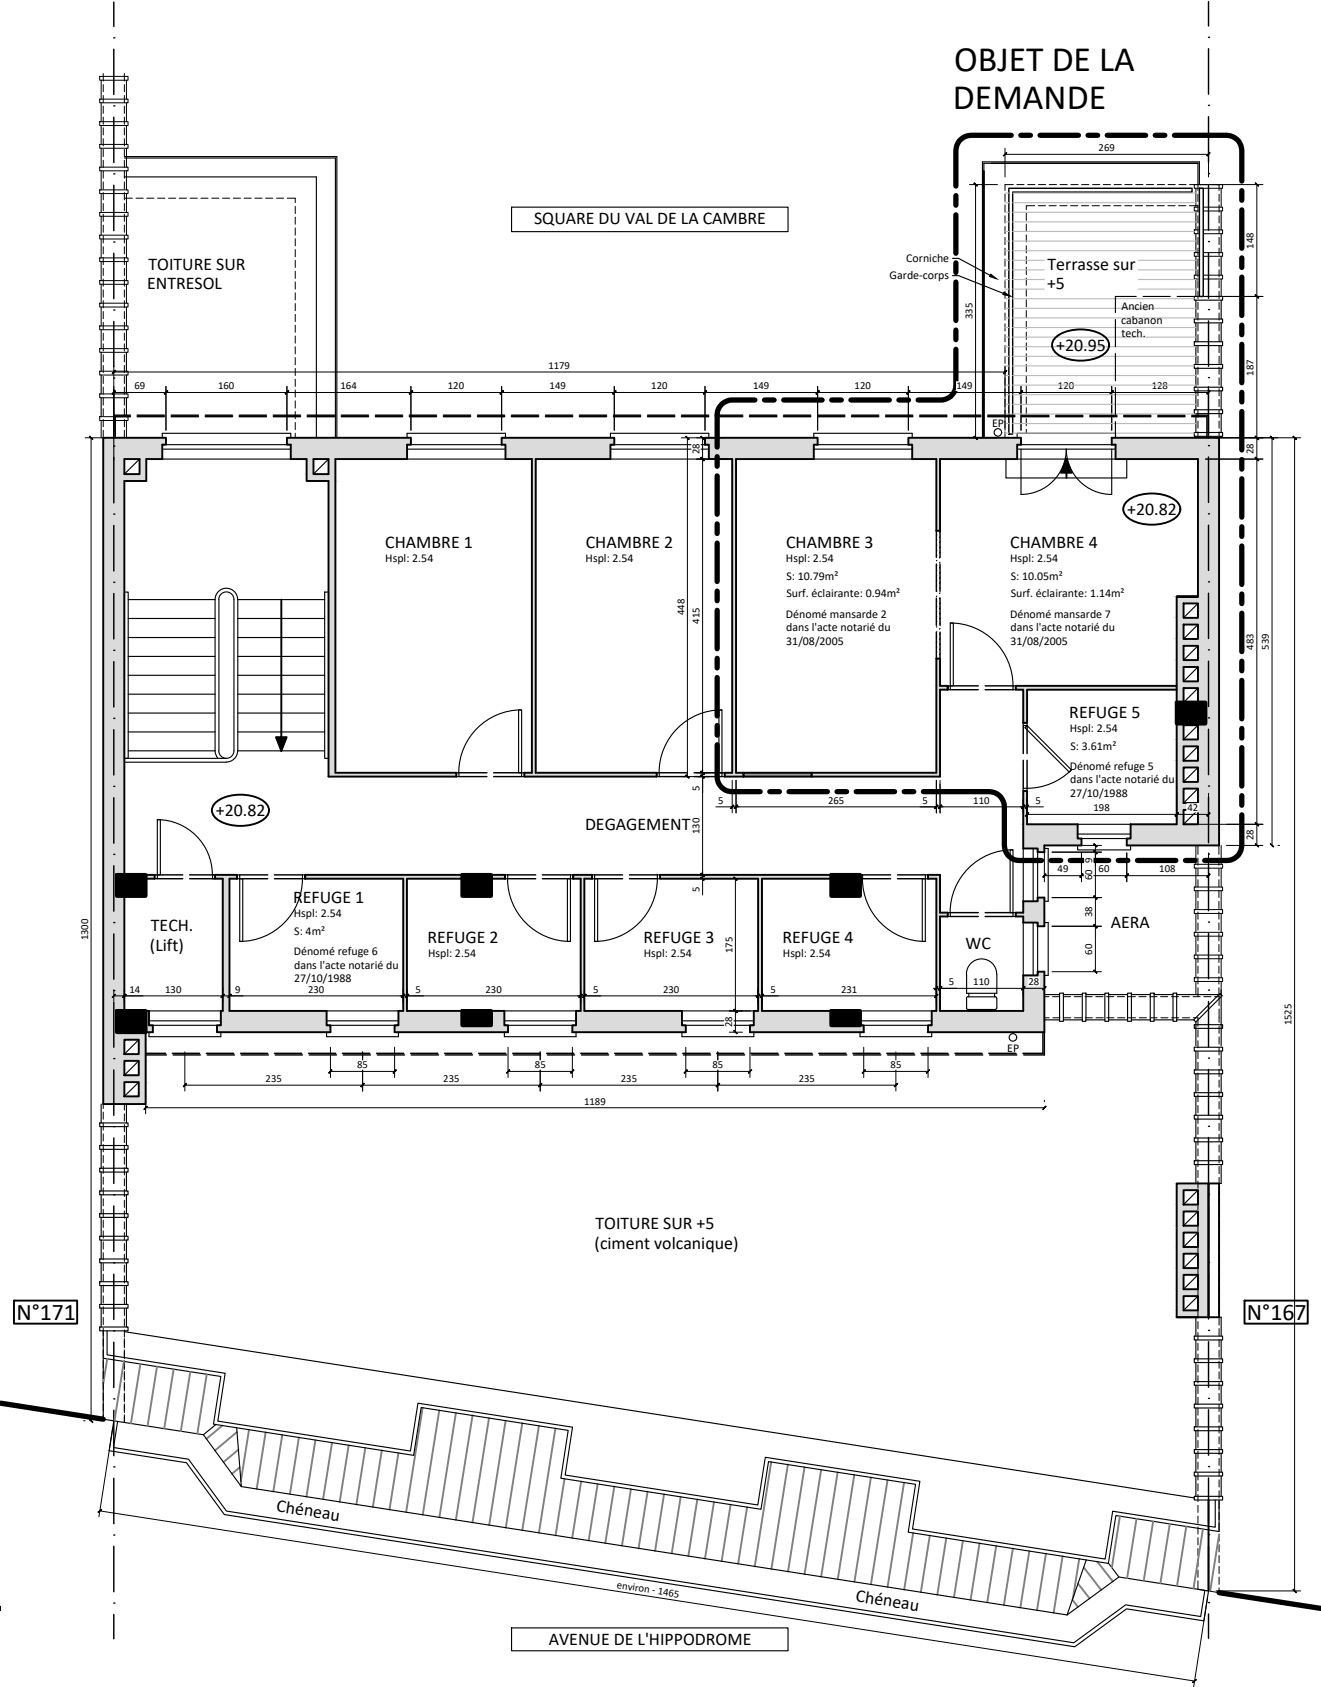 OBJET DE LA
DEMANDE
269
SQUARE DU VAL DE LA CAMBRE
TOITURE SUR
ENTRESOL
148
Corniche
Garde-corps
Terrasse sur
+5
335
Ancien
cabanon
tech.
+20.95
187
1179
69
160
164
120
149
120
149
120
149
120
128
EP
28
28
+20.82
CHAMBRE 1
Hspl: 2.54
CHAMBRE 2
Hspl: 2.54
CHAMBRE 3
Hspl: 2.54
S: 10.79m²
Surf. éclairante: 0.94m²
Dénomé mansarde 2
dans l'acte notarié du
31/08/2005
CHAMBRE 4
Hspl: 2.54
S: 10.05m²
Surf. éclairante: 1.14m²
Dénomé mansarde 7
dans l'acte notarié du
31/08/2005
448
415
483
539
REFUGE 5
Hspl: 2.54
S: 3.61m²
Dénomé refuge 5
dans l'acte notarié du
27/10/1988
198
42
5
5
265
5
110
5
+20.82
DEGAGEMENT
130
28
5
49
60
108
9
60
38
60
AERA
TECH.
(Lift)
REFUGE 1
Hspl: 2.54
S: 4m²
Dénomé refuge 6
dans l'acte notarié du
27/10/1988
REFUGE 2
Hspl: 2.54
REFUGE 3
Hspl: 2.54
REFUGE 4
Hspl: 2.54
WC
175
1300
14
130
9
230
5
230
5
230
5
231
5
110
28
28
EP
1525
85
85
85
85
235
235
235
235
1189
TOITURE SUR +5
(ciment volcanique)
N°171
N°167
Chéneau
environ - 1465
Chéneau
AVENUE DE L'HIPPODROME